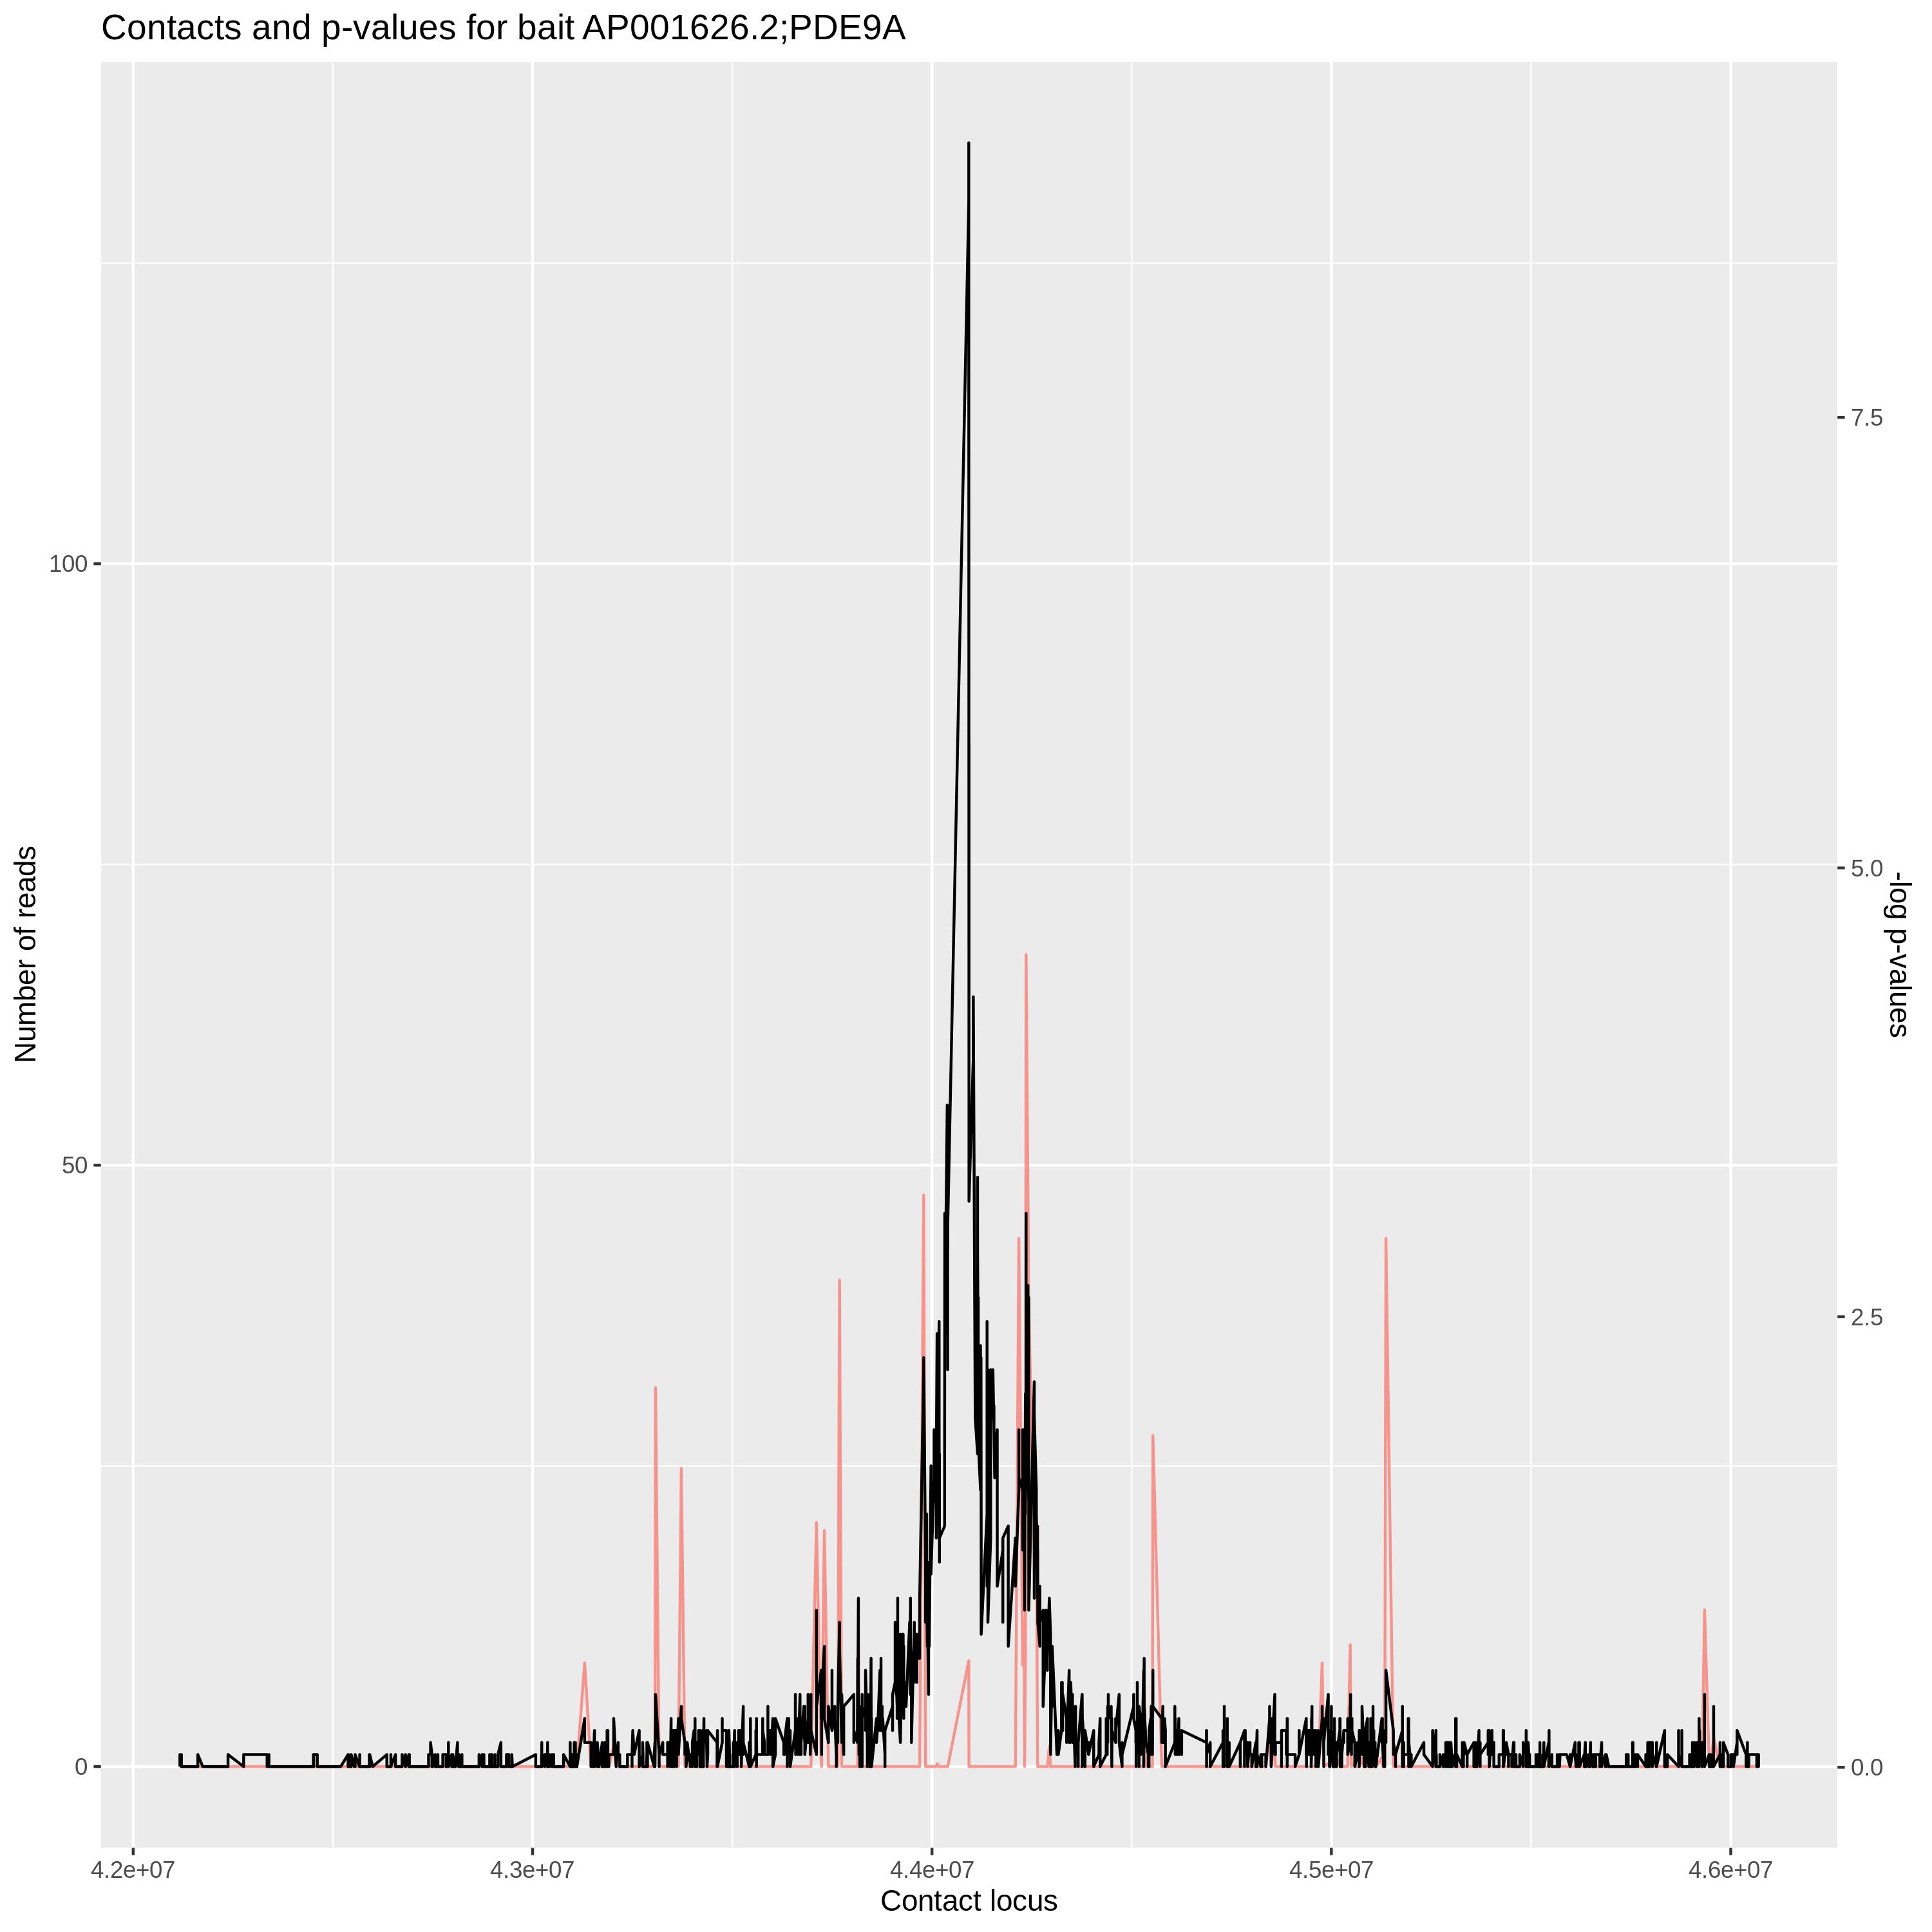 Contacts and p-values for bait AP001626.2;PDE9A
Number of reads
100
50
0
7.5
5.0
2.5
0.0
-log p-values
4.2e+07
4.3e+07
4.4e+07
4.5e+07
4.6e+07
Contact locus